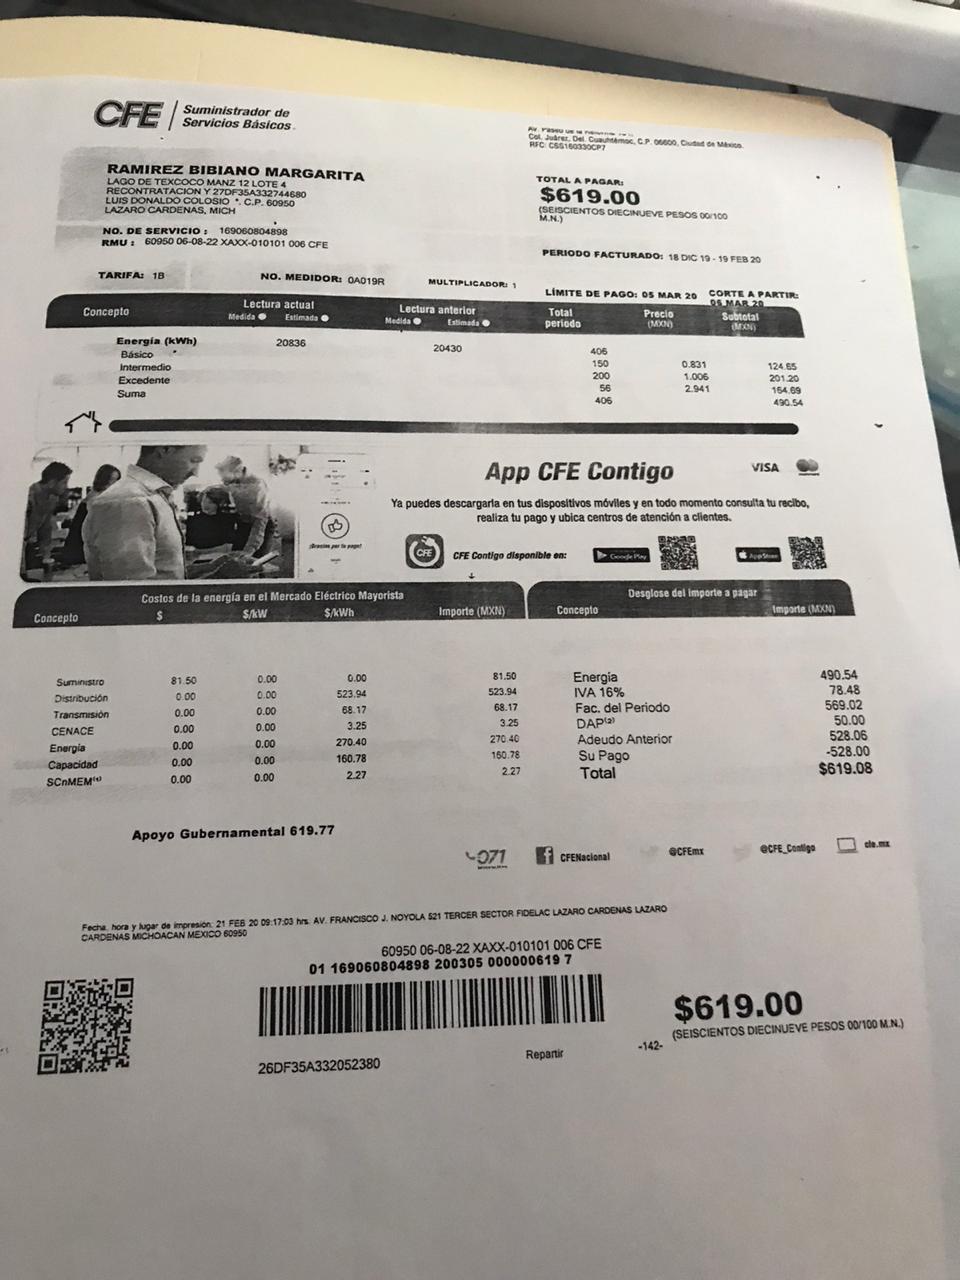 CFE Suministrador de
Servicios Básicos
Col. Juárez, Del. Cuauhtémoc, C.P. 06600, Ciudad de México.
RFC: CSS160330CP7
RAMIREZ BIBIANO MARGARITA
LAGO DE TEXCOCO MANZ 12 LOTE 4
RECONTRATACION Y 27DF35A332744680
LUIS DONALDO COLOSIO *. C.P. 60950
LAZARO CARDENAS, MICH
TOTAL A PAGAR:
$619.00
(SEISCIENTOS DIECINUEVE PESOS 00/100
M.N.)
NO. DE SERVICIO : 169060804898
RMU : 60950 06-08-22 XAXX-010101 006 CFE
PERIODO FACTURADO: 18 DIC 19 - 19 FEB 20
TARIFA: 1B NO. MEDIDOR: 0A019R MULTIPLICADOR: 1
LÍMITE DE PAGO: 05 MAR 20 CORTE A PARTIR:
05 MAR 20
Concepto Lectura actual Lectura anterior Total periodo Precio (MXN) Subtotal (MXN)
Medida Estimada Medida Estimada
Energía (kWh) 20836 20430 406
Básico 150 0.831 124.65
Intermedio 200 1.006 201.20
Excedente 56 2.941 164.69
Suma 406 490.54
App CFE Contigo VISA
Ya puedes descargarla en tus dispositivos móviles y en todo momento consulta tu recibo,
realiza tu pago y ubica centros de atención a clientes.
¡Gracias por tu pago!
CFE CFE Contigo disponible en: Google Play App Store
Costos de la energía en el Mercado Eléctrico Mayorista
Concepto $ $/kW $/kWh Importe (MXN)
Suministro 81.50 0.00 0.00 81.50
Distribución 0.00 0.00 523.94 523.94
Transmisión 0.00 0.00 68.17 68.17
CENACE 0.00 0.00 3.25 3.25
Energía 0.00 0.00 270.40 270.40
Capacidad 0.00 0.00 160.78 160.78
SCnMEM(1) 0.00 0.00 2.27 2.27
Desglose del importe a pagar
Concepto Importe (MXN)
Energía 490.54
IVA 16% 78.48
Fac. del Periodo 569.02
DAP(2) 50.00
Adeudo Anterior 528.06
Su Pago -528.00
Total $619.08
Apoyo Gubernamental 619.77
071 CFENacional @CFEmx @CFE_Contigo cfe.mx
Fecha, hora y lugar de impresión: 21 FEB 20 09:17:03 hrs. AV. FRANCISCO J. NOYOLA 521 TERCER SECTOR FIDELAC LAZARO CARDENAS LAZARO
CARDENAS MICHOACAN MEXICO 60950
60950 06-08-22 XAXX-010101 006 CFE
01 169060804898 200305 000000619 7
$619.00
(SEISCIENTOS DIECINUEVE PESOS 00/100 M.N.)
26DF35A332052380
Repartir
-142-